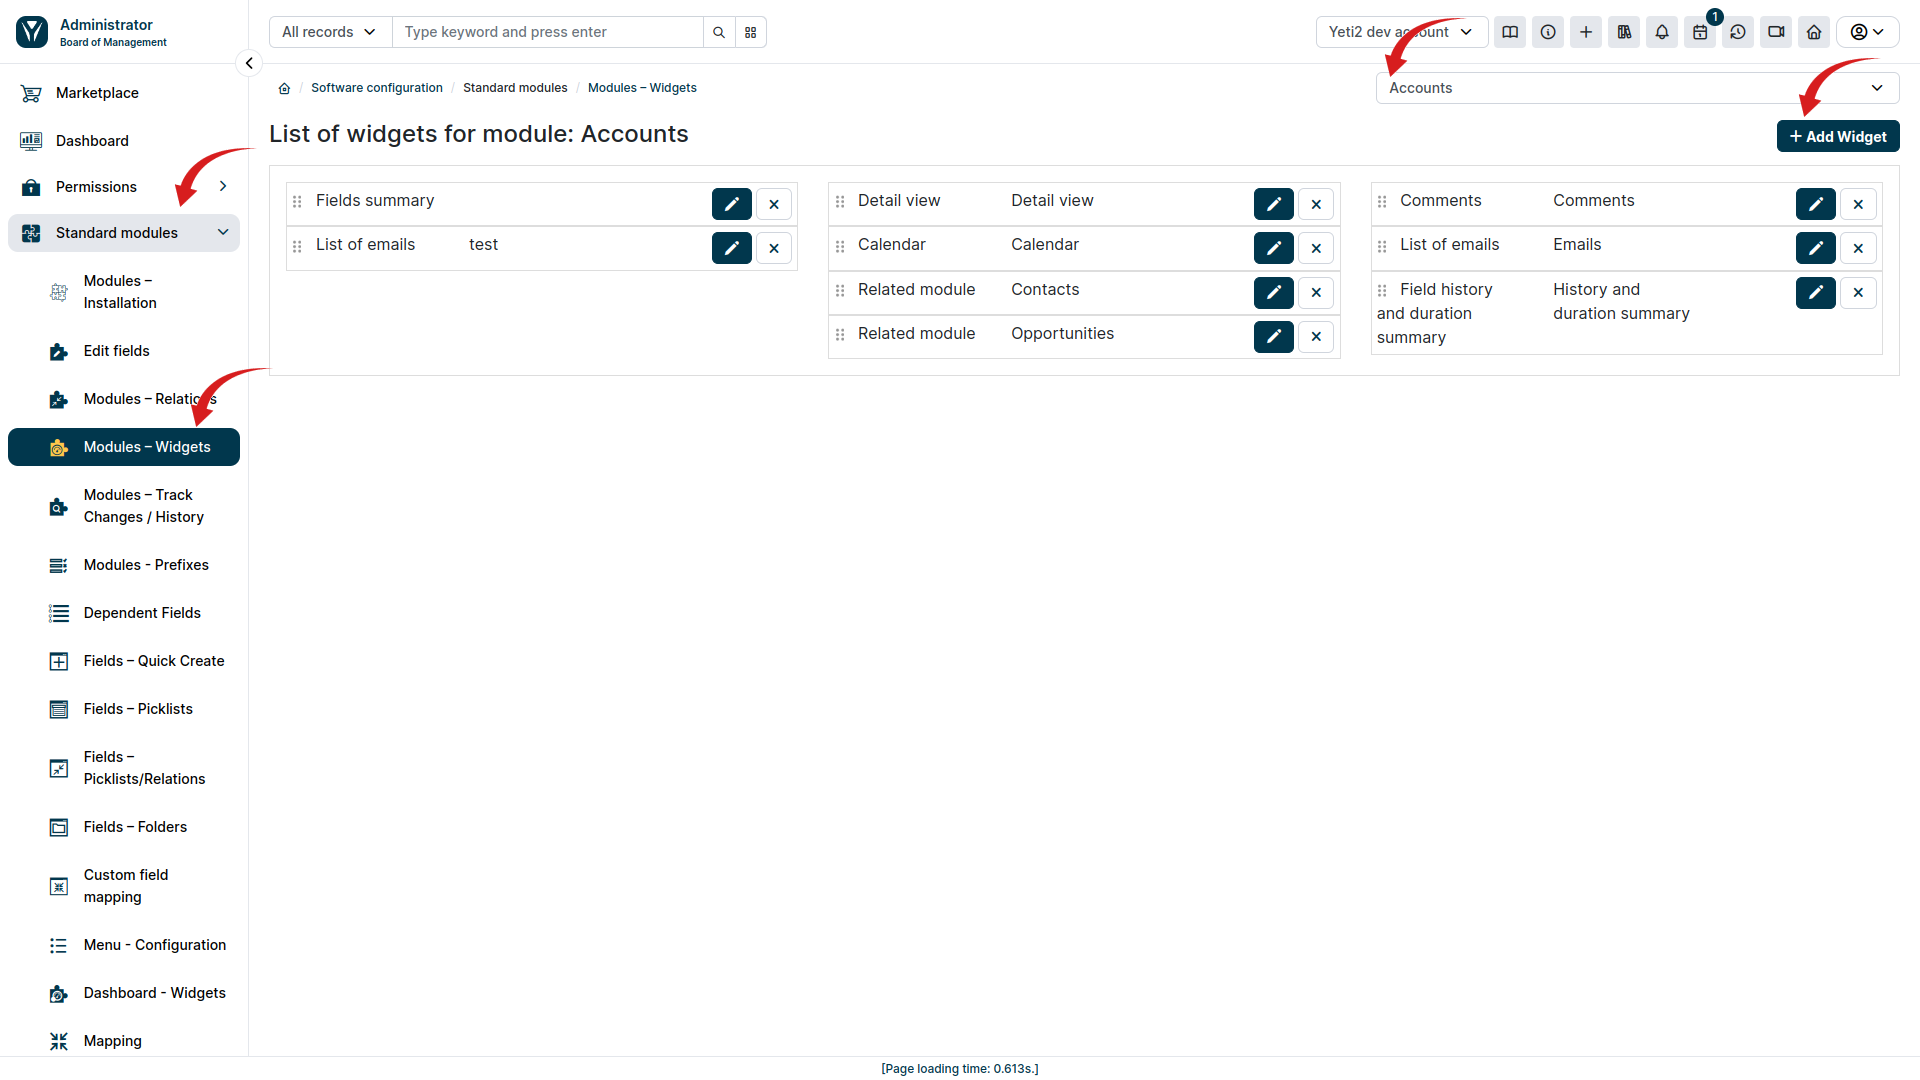 Administrator
Board of Management
All records
Type keyword and press enter
Yeti2 dev account
1
Software configuration / Standard modules / Modules – Widgets
Accounts
List of widgets for module: Accounts
+ Add Widget
Marketplace
Dashboard
Permissions
Standard modules
Modules –
Installation
Edit fields
Modules – Relations
Modules – Widgets
Modules – Track
Changes / History
Modules - Prefixes
Dependent Fields
Fields – Quick Create
Fields – Picklists
Fields –
Picklists/Relations
Fields – Folders
Custom field
mapping
Menu - Configuration
Dashboard - Widgets
Mapping
Fields summary
List of emails test
Detail view Detail view
Calendar Calendar
Related module Contacts
Related module Opportunities
Comments Comments
List of emails Emails
Field history History and
and duration duration summary
summary
[Page loading time: 0.613s.]